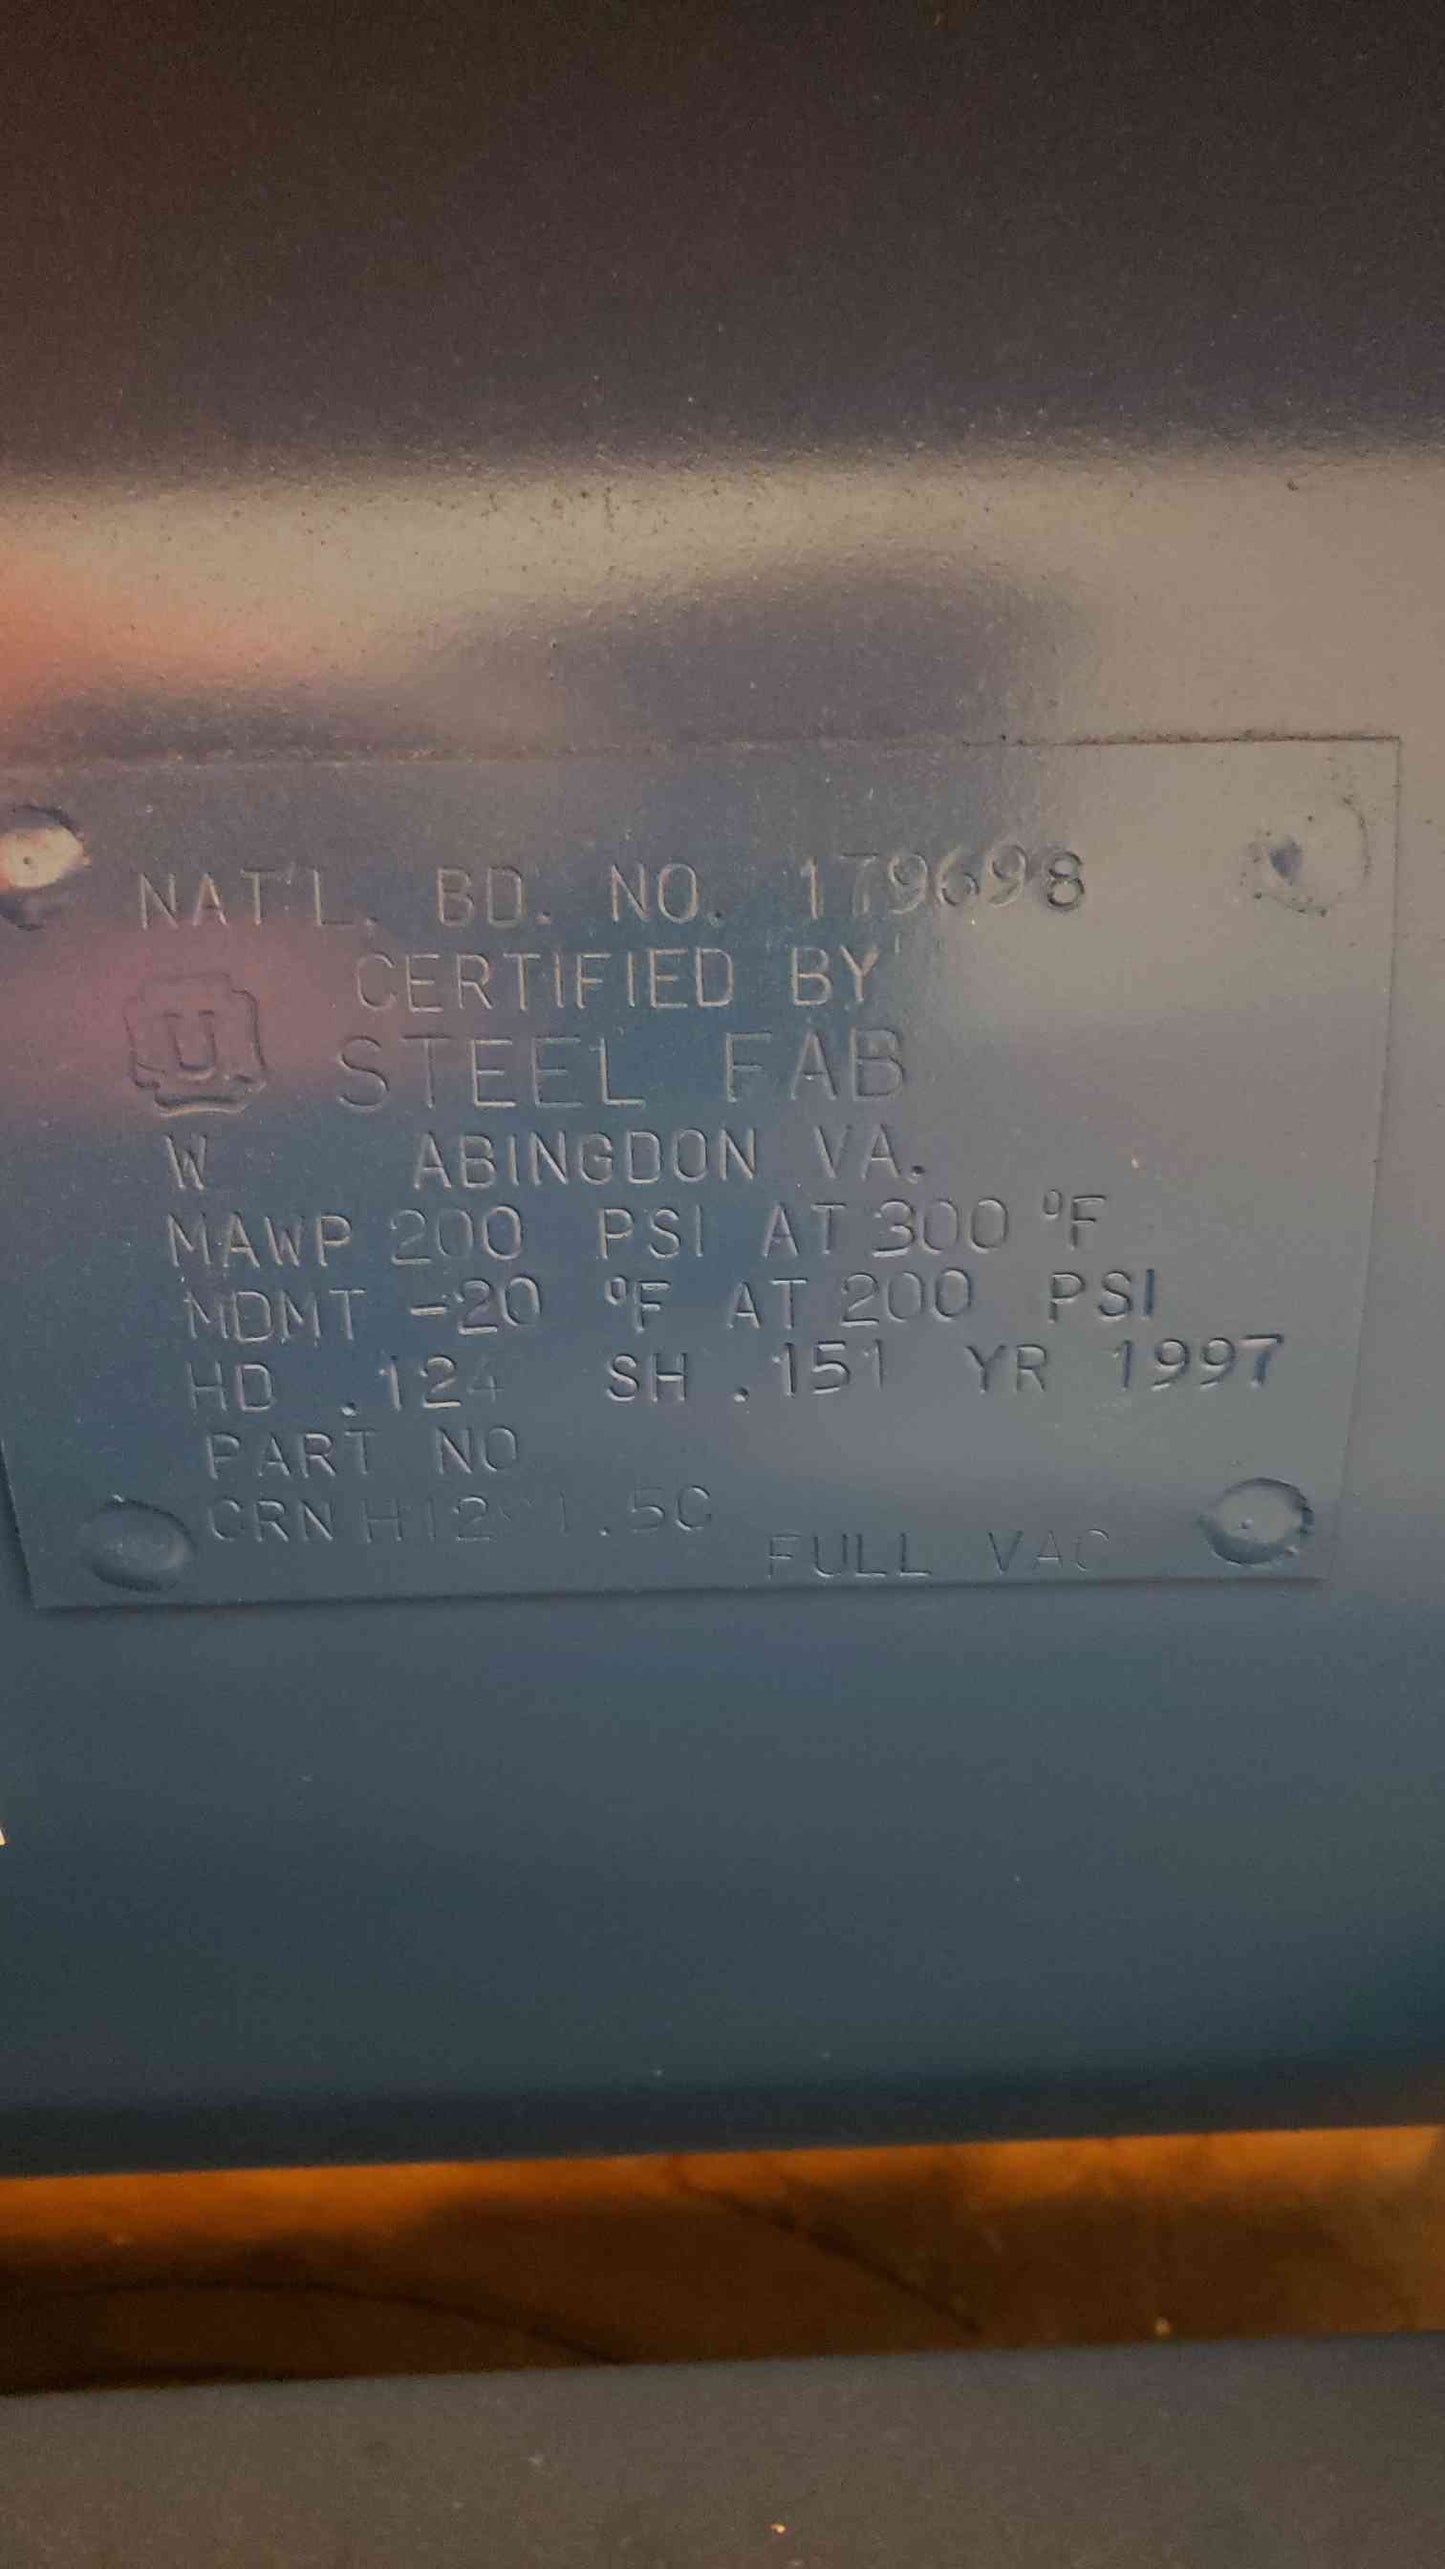 NAT'L. BD. NO. 179698
CERTIFIED BY
U STEEL FAB
W ABINGDON VA.
MAWP 200 PSI AT 300 °F
MDMT -20 °F AT 200 PSI
HD .124 SH .151 YR 1997
PART NO
CRN
FULL VAC